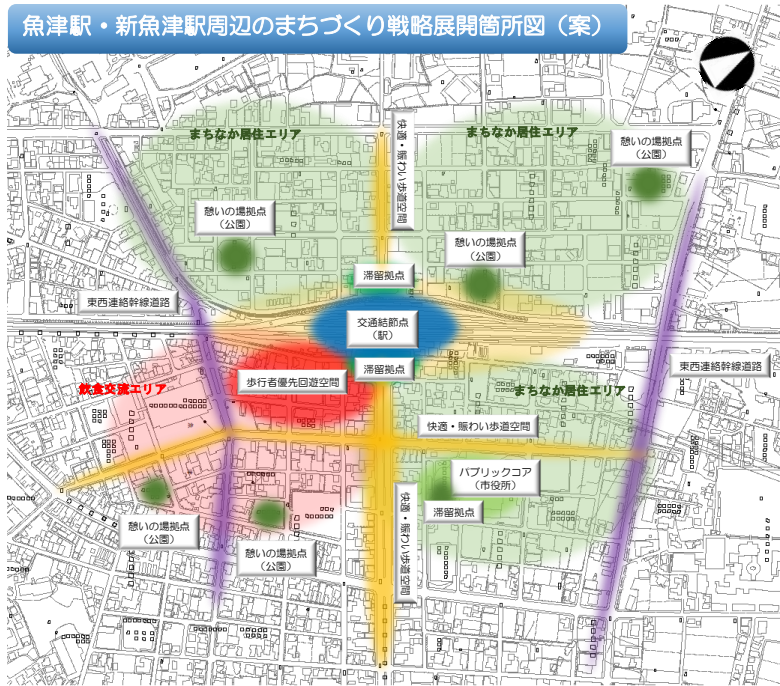 魚津駅・新魚津駅周辺のまちづくり戦略展開箇所図（案）
まちなか居住エリア
快適・賑わい歩道空間
まちなか居住エリア
憩いの場拠点
（公園）
憩いの場拠点
（公園）
憩いの場拠点
（公園）
滞留拠点
東西連絡幹線道路
交通結節点
（駅）
滞留拠点
東西連絡幹線道路
飲食交流エリア
歩行者優先回遊空間
まちなか居住エリア
快適・賑わい歩道空間
パブリックコア
（市役所）
快適・賑わい歩道空間
滞留拠点
憩いの場拠点
（公園）
憩いの場拠点
（公園）